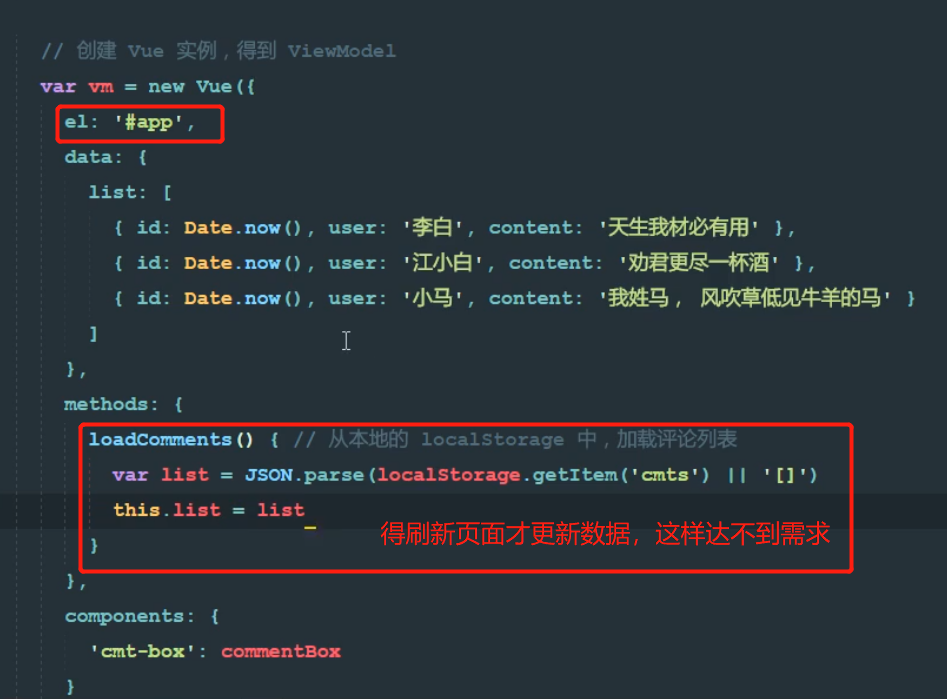 // 创建 Vue 实例，得到 ViewModel
var vm = new Vue({
el: '#app',
data: {
list: [
{ id: Date.now(), user: '李白', content: '天生我材必有用' },
{ id: Date.now(), user: '江小白', content: '劝君更尽一杯酒' },
{ id: Date.now(), user: '小马', content: '我姓马， 风吹草低见牛羊的马' }
]
},
methods: {
loadComments() { // 从本地的 localStorage 中，加载评论列表
var list = JSON.parse(localStorage.getItem('cmts') || '[]')
this.list = list
得刷新页面才更新数据，这样达不到需求
}
},
components: {
'cmt-box': commentBox
}